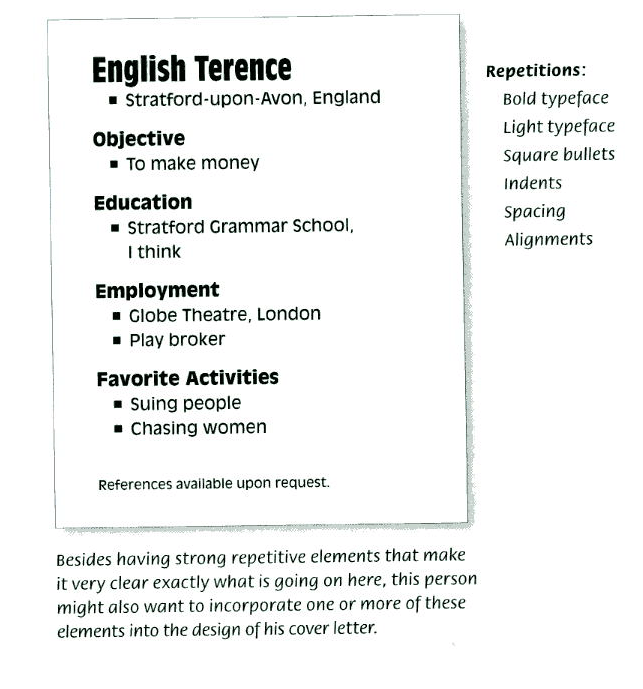 English Terence
▪ Stratford-upon-Avon, England
Objective
▪ To make money
Education
▪ Stratford Grammar School,
I think
Employment
▪ Globe Theatre, London
▪ Play broker
Favorite Activities
▪ Suing people
▪ Chasing women
References available upon request.
Repetitions:
Bold typeface
Light typeface
Square bullets
Indents
Spacing
Alignments
Besides having strong repetitive elements that make
it very clear exactly what is going on here, this person
might also want to incorporate one or more of these
elements into the design of his cover letter.